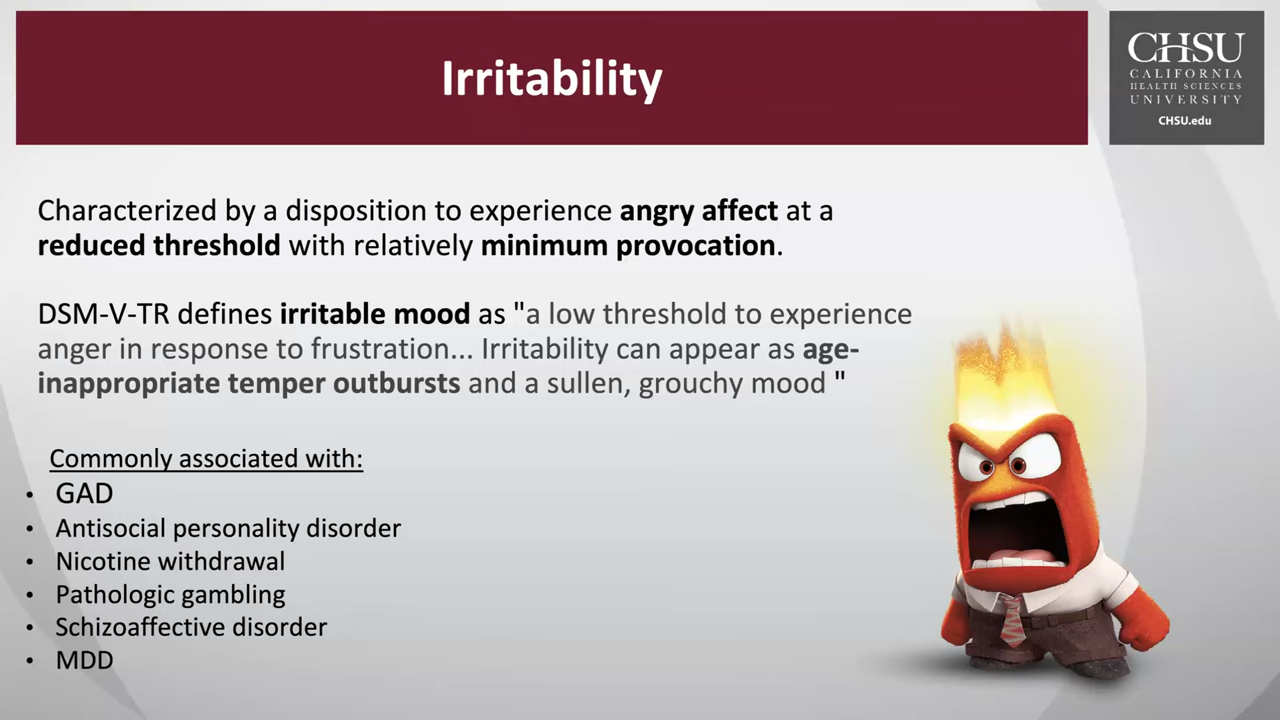 Irritability
CHSU
CALIFORNIA
HEALTH SCIENCES
UNIVERSITY
CHSU.edu
Characterized by a disposition to experience angry affect at a
reduced threshold with relatively minimum provocation.
DSM-V-TR defines irritable mood as "a low threshold to experience
anger in response to frustration... Irritability can appear as age-
inappropriate temper outbursts and a sullen, grouchy mood "
Commonly associated with:
• GAD
• Antisocial personality disorder
• Nicotine withdrawal
• Pathologic gambling
• Schizoaffective disorder
• MDD